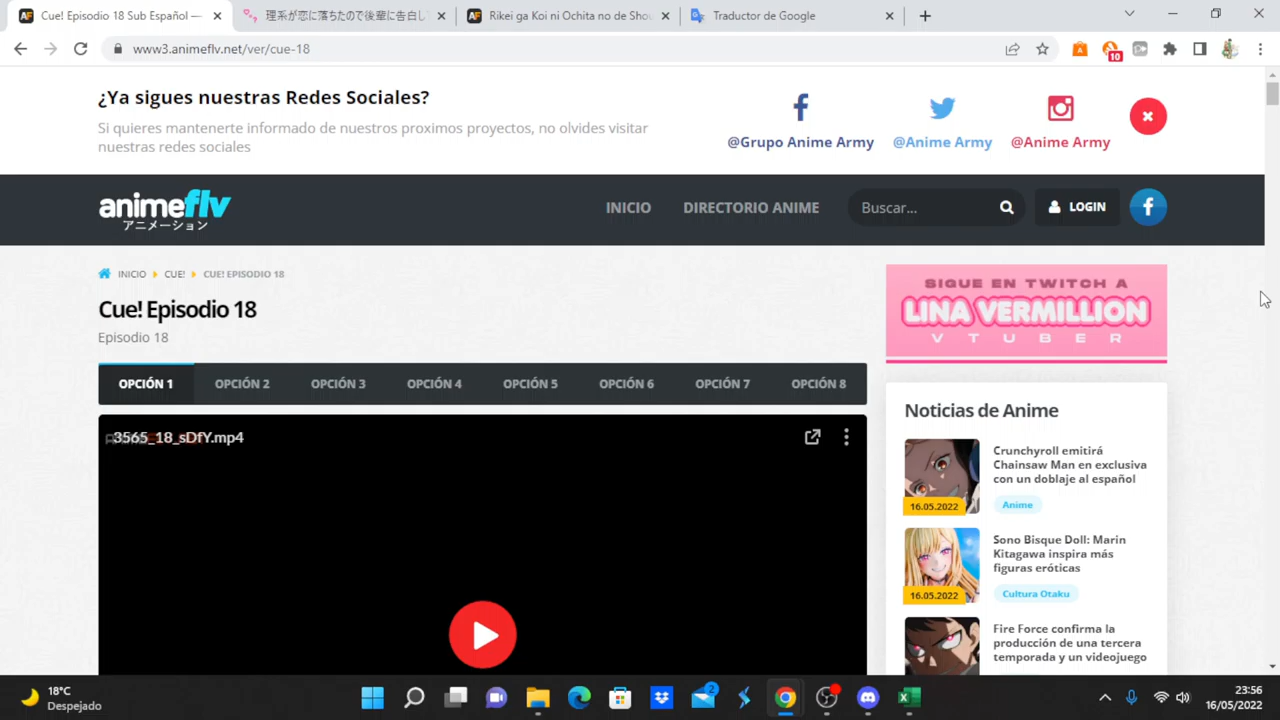 Cue! Episodio 18 Sub Español —
理系が恋に落ちたので後輩に告白し
Rikei ga Koi ni Ochita no de Shou
Traductor de Google
www3.animeflv.net/ver/cue-18
10
¿Ya sigues nuestras Redes Sociales?
Si quieres mantenerte informado de nuestros proximos proyectos, no olvides visitar
nuestras redes sociales
@Grupo Anime Army
@Anime Army
@Anime Army
animeflv
アニメーション
INICIO
DIRECTORIO ANIME
Buscar...
LOGIN
INICIO
CUE!
CUE! EPISODIO 18
Cue! Episodio 18
Episodio 18
OPCIÓN 1
OPCIÓN 2
OPCIÓN 3
OPCIÓN 4
OPCIÓN 5
OPCIÓN 6
OPCIÓN 7
OPCIÓN 8
3565_18_sDfY.mp4
SIGUE EN TWITCH A
LINA VERMILLION
VTUBER
Noticias de Anime
Crunchyroll emitirá
Chainsaw Man en exclusiva
con un doblaje al español
16.05.2022
Anime
Sono Bisque Doll: Marin
Kitagawa inspira más
figuras eróticas
16.05.2022
Cultura Otaku
Fire Force confirma la
producción de una tercera
temporada y un videojuego
18°C
Despejado
2
23:56
16/05/2022